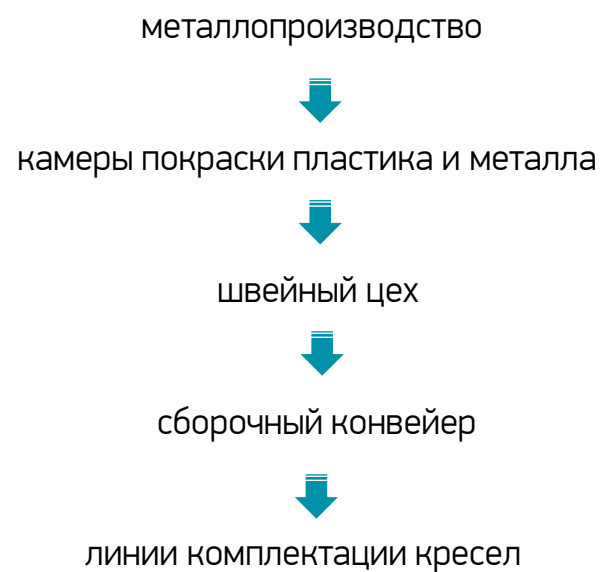 металлопроизводство
камеры покраски пластика и металла
швейный цех
сборочный конвейер
линии комплектации кресел